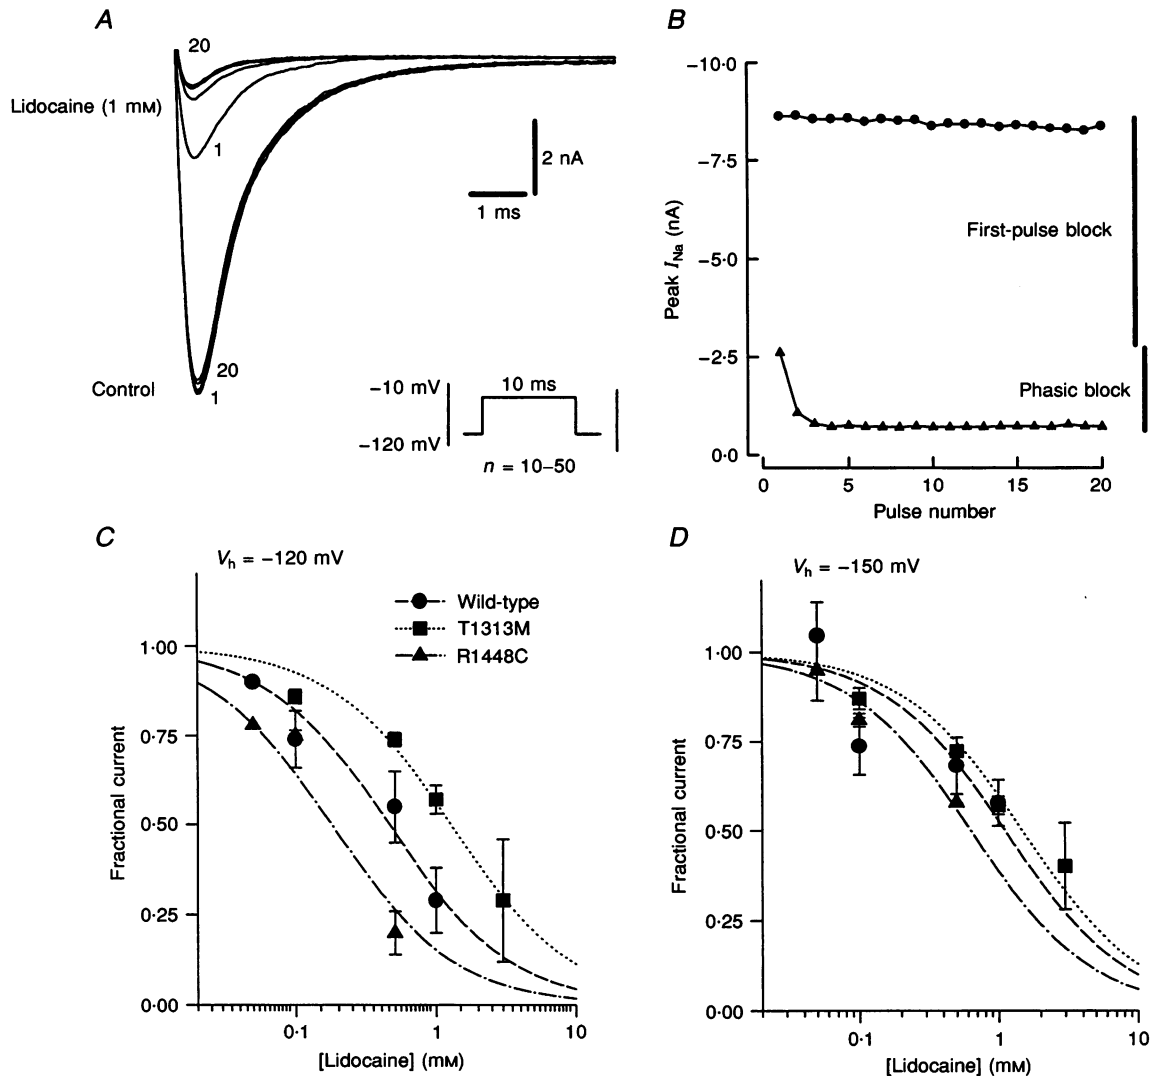 A
20
Lidocaine (1 mM)
1
2 nA
1 ms
20
1
Control
−10 mV
10 ms
−120 mV
n = 10–50
B
−10·0
−7·5
−5·0
−2·5
0·0
Peak INa (nA)
First-pulse block
Phasic block
0
5
10
15
20
Pulse number
C
Vh = −120 mV
Wild-type
T1313M
R1448C
1·00
0·75
0·50
0·25
0·00
Fractional current
0·1
1
10
[Lidocaine] (mM)
D
Vh = −150 mV
1·00
0·75
0·50
0·25
0·00
Fractional current
0·1
1
10
[Lidocaine] (mM)